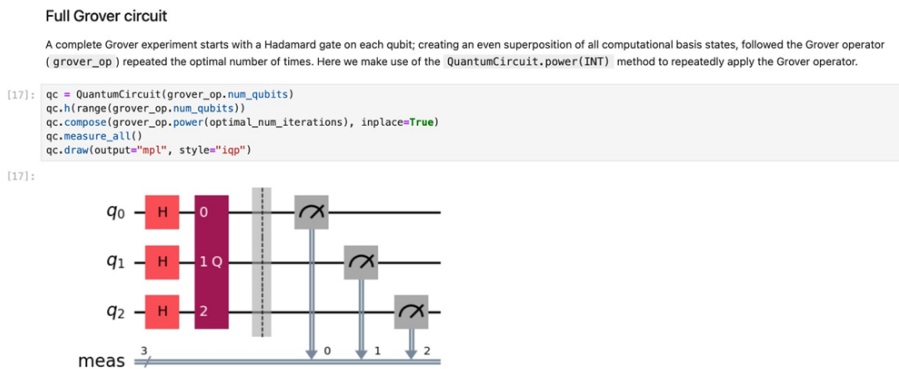 Full Grover circuit
A complete Grover experiment starts with a Hadamard gate on each qubit; creating an even superposition of all computational basis states, followed the Grover operator
( grover_op ) repeated the optimal number of times. Here we make use of the QuantumCircuit.power(INT) method to repeatedly apply the Grover operator.
[17]: qc = QuantumCircuit(grover_op.num_qubits)
qc.h(range(grover_op.num_qubits))
qc.compose(grover_op.power(optimal_num_iterations), inplace=True)
qc.measure_all()
qc.draw(output="mpl", style="iqp")
[17]:
q0 H 0
q1 H 1 Q
q2 H 2
meas 3 0 1 2